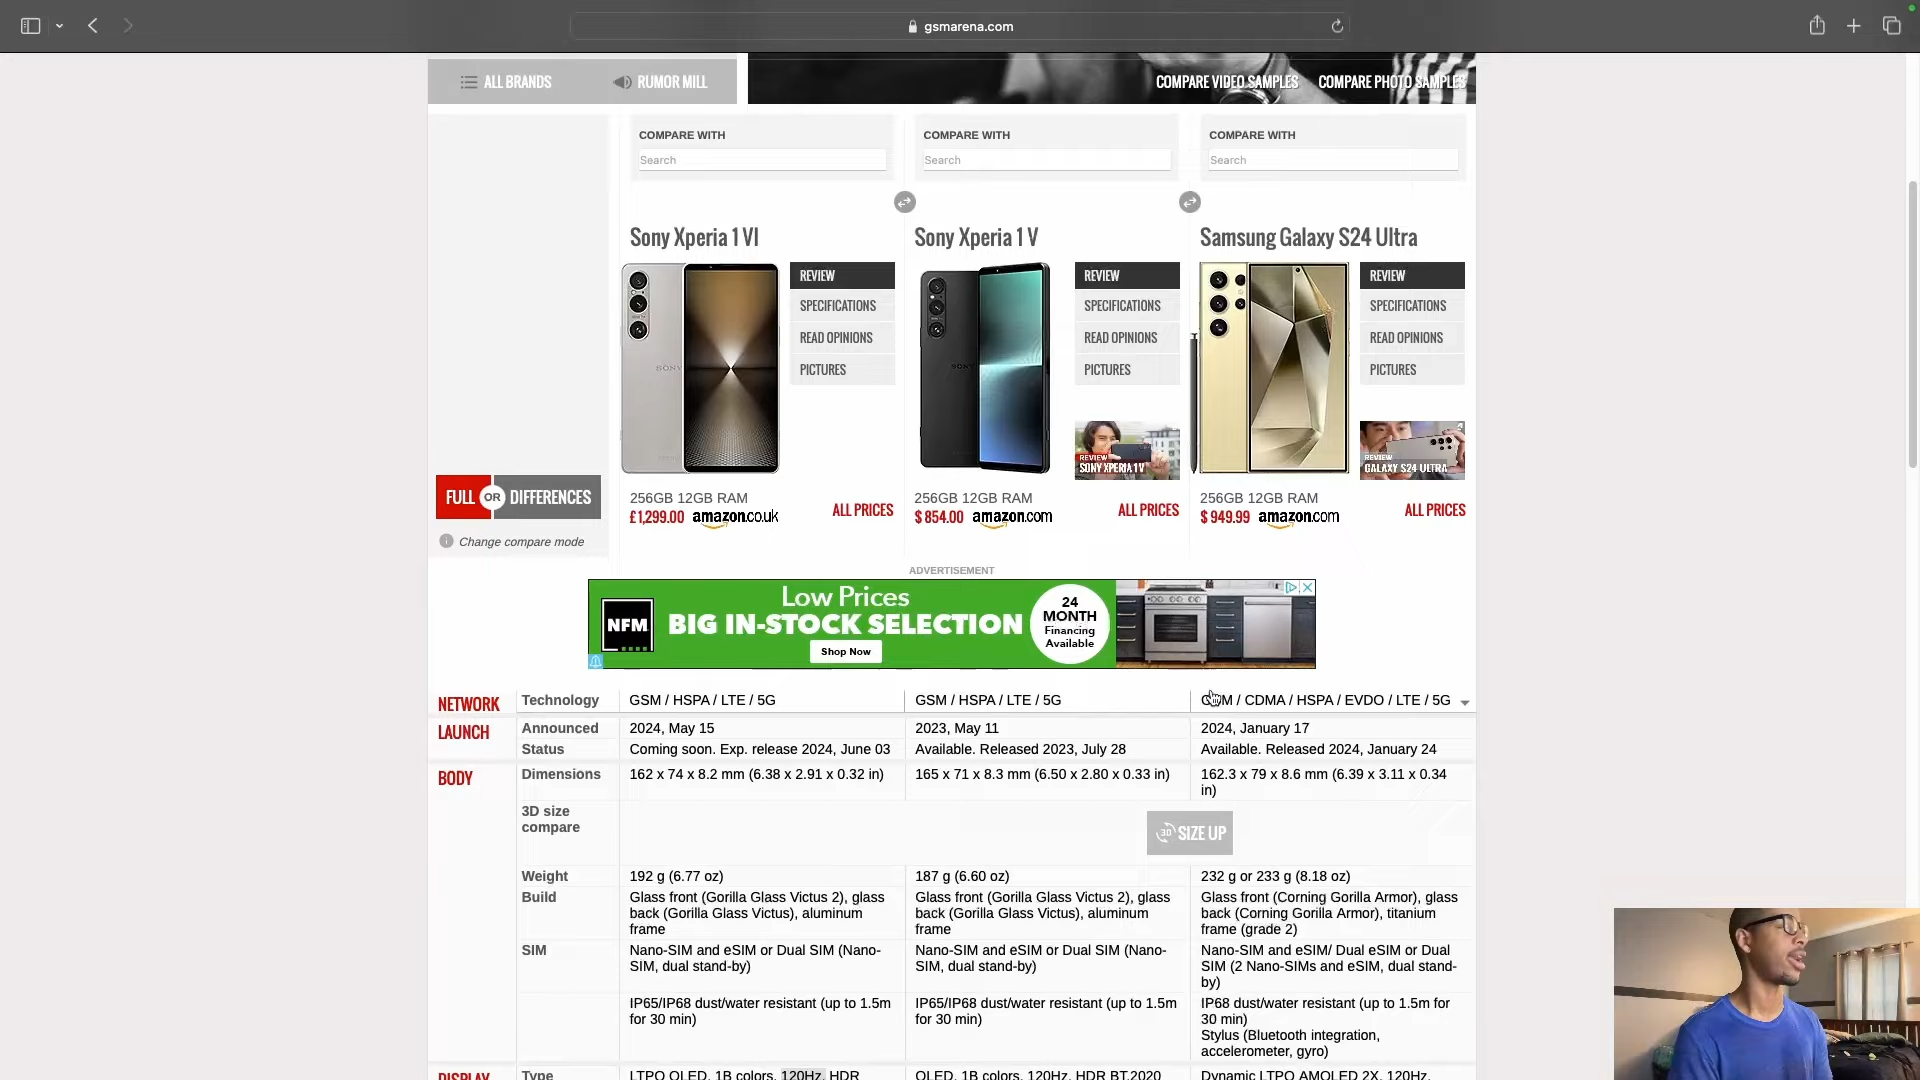 gsmarena.com
ALL BRANDS
RUMOR MILL
COMPARE VIDEO SAMPLES
COMPARE PHOTO SAMPLES
COMPARE WITH
COMPARE WITH
COMPARE WITH
Search
Search
Search
Sony Xperia 1 VI
Sony Xperia 1 V
Samsung Galaxy S24 Ultra
REVIEW
SPECIFICATIONS
READ OPINIONS
PICTURES
SONY
REVIEW
SPECIFICATIONS
READ OPINIONS
PICTURES
SONY
REVIEW
SONY XPERIA 1 V
REVIEW
SPECIFICATIONS
READ OPINIONS
PICTURES
REVIEW
GALAXY S24 ULTRA
FULL OR DIFFERENCES
Change compare mode
256GB 12GB RAM
£1,299.00 amazon.co.uk
ALL PRICES
256GB 12GB RAM
$ 854.00 amazon.com
ALL PRICES
256GB 12GB RAM
$ 949.99 amazon.com
ALL PRICES
ADVERTISEMENT
NFM
Low Prices
BIG IN-STOCK SELECTION
Shop Now
24
MONTH
Financing
Available
NETWORK Technology GSM / HSPA / LTE / 5G GSM / HSPA / LTE / 5G GSM / CDMA / HSPA / EVDO / LTE / 5G
LAUNCH Announced 2024, May 15 2023, May 11 2024, January 17
Status Coming soon. Exp. release 2024, June 03 Available. Released 2023, July 28 Available. Released 2024, January 24
BODY Dimensions 162 x 74 x 8.2 mm (6.38 x 2.91 x 0.32 in) 165 x 71 x 8.3 mm (6.50 x 2.80 x 0.33 in) 162.3 x 79 x 8.6 mm (6.39 x 3.11 x 0.34
in)
3D size
compare
3D SIZE UP
Weight 192 g (6.77 oz) 187 g (6.60 oz) 232 g or 233 g (8.18 oz)
Build Glass front (Gorilla Glass Victus 2), glass Glass front (Gorilla Glass Victus 2), glass Glass front (Corning Gorilla Armor), glass
back (Gorilla Glass Victus), aluminum back (Gorilla Glass Victus), aluminum back (Corning Gorilla Armor), titanium
frame frame frame (grade 2)
SIM Nano-SIM and eSIM or Dual SIM (Nano- Nano-SIM and eSIM or Dual SIM (Nano- Nano-SIM and eSIM/ Dual eSIM or Dual
SIM, dual stand-by) SIM, dual stand-by) SIM (2 Nano-SIMs and eSIM, dual stand-
by)
IP65/IP68 dust/water resistant (up to 1.5m IP65/IP68 dust/water resistant (up to 1.5m IP68 dust/water resistant (up to 1.5m for
for 30 min) for 30 min) 30 min)
Stylus (Bluetooth integration,
accelerometer, gyro)
DISPLAY Type LTPO OLED, 1B colors, 120Hz, HDR OLED, 1B colors, 120Hz, HDR BT.2020 Dynamic LTPO AMOLED 2X, 120Hz,